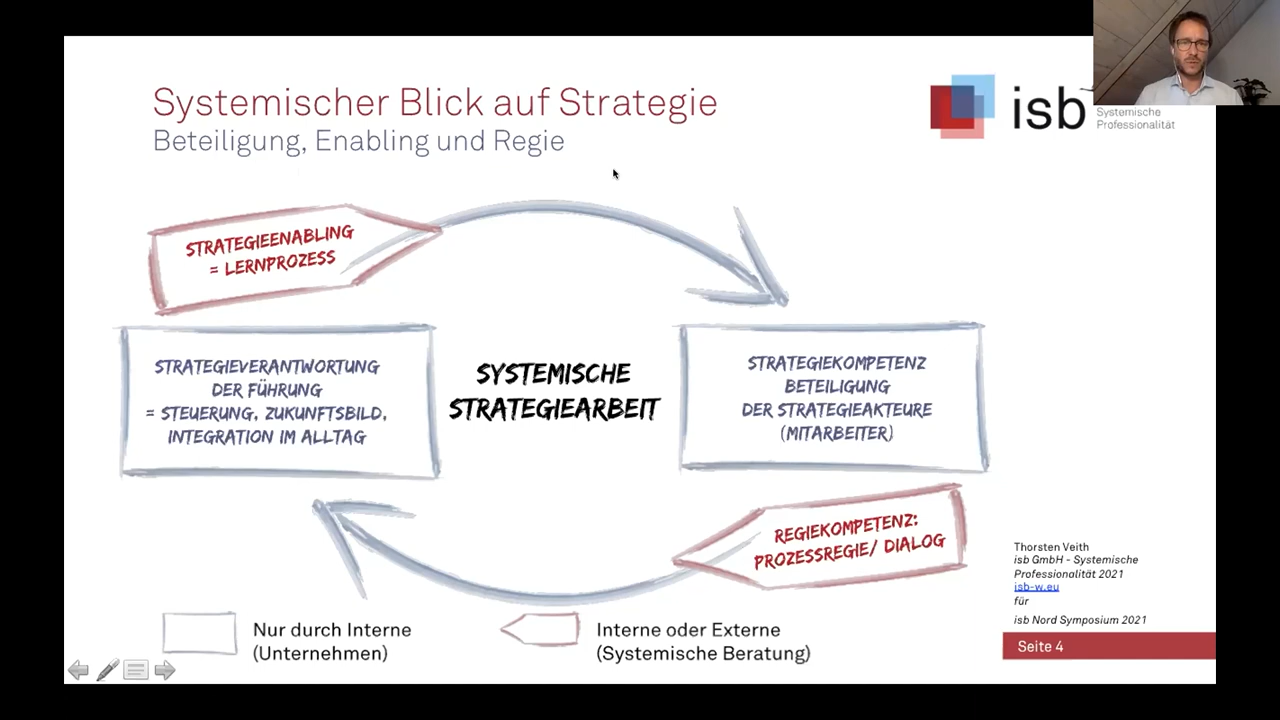 Systemischer Blick auf Strategie
Beteiligung, Enabling und Regie
isb
Systemische
Professionalität
STRATEGIEENABLING
= LERNPROZESS
STRATEGIEVERANTWORTUNG
DER FÜHRUNG
= STEUERUNG, ZUKUNFTSBILD,
INTEGRATION IM ALLTAG
SYSTEMISCHE
STRATEGIEARBEIT
STRATEGIEKOMPETENZ
BETEILIGUNG
DER STRATEGIEAKTEURE
(MITARBEITER)
REGIEKOMPETENZ:
PROZESSREGIE/ DIALOG
Nur durch Interne
(Unternehmen)
Interne oder Externe
(Systemische Beratung)
Thorsten Veith
isb GmbH - Systemische
Professionalität 2021
isb-w.eu
für
isb Nord Symposium 2021
Seite 4